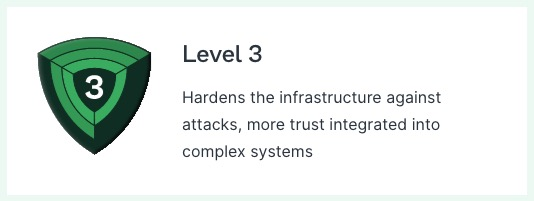 3
Level 3
Hardens the infrastructure against
attacks, more trust integrated into
complex systems